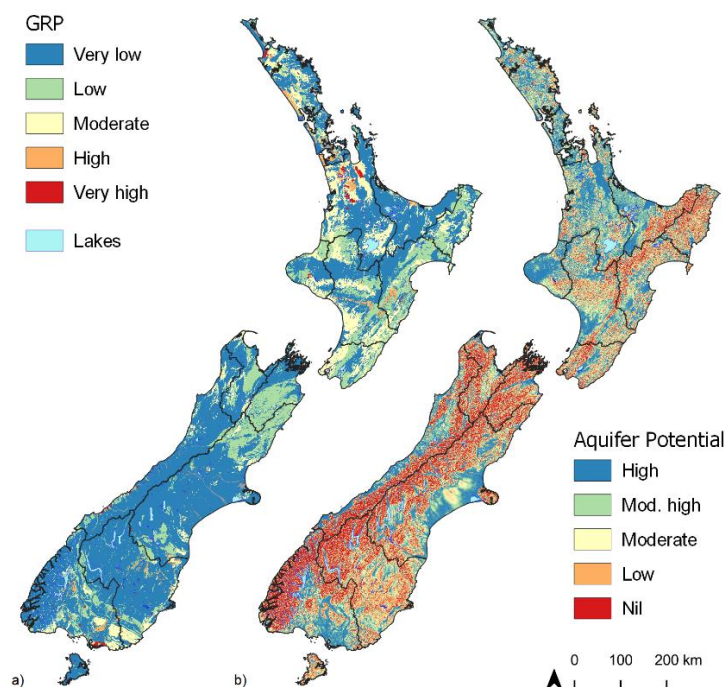 GRP
Very low
Low
Moderate
High
Very high
Lakes
Aquifer Potential
High
Mod. high
Moderate
Low
Nil
a)
b)
0 100 200 km